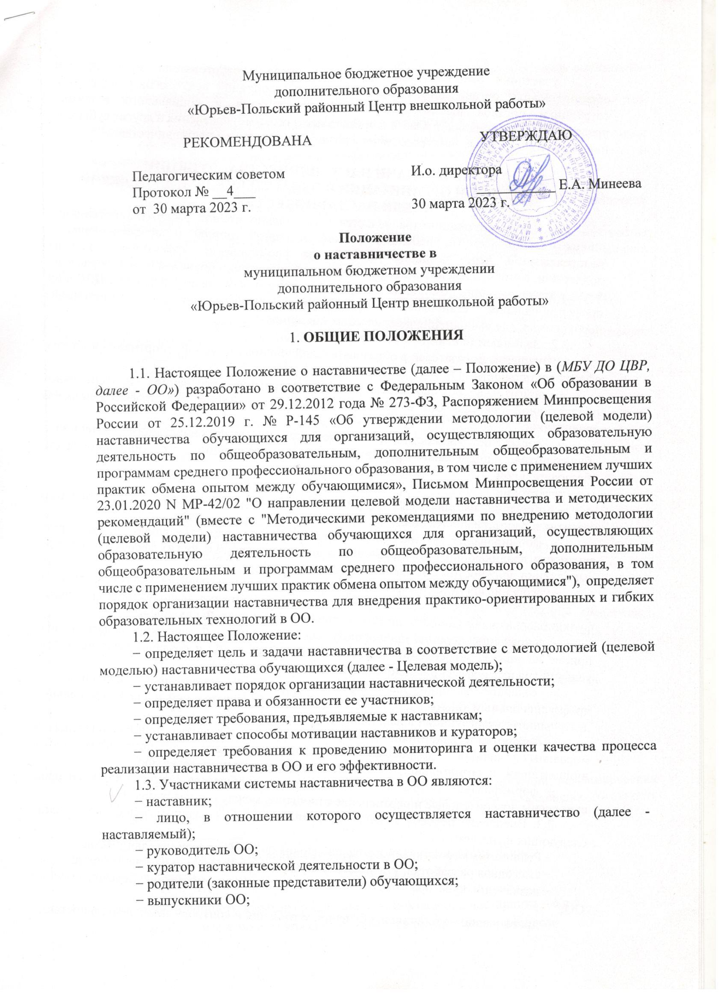 Муниципальное бюджетное учреждение
дополнительного образования
«Юрьев-Польский районный Центр внешкольной работы»
РЕКОМЕНДОВАНА
УТВЕРЖДАЮ
Педагогическим советом
Протокол № __4___
от 30 марта 2023 г.
И.о. директора
___________ Е.А. Минеева
30 марта 2023 г.
Положение
о наставничестве в
муниципальном бюджетном учреждении
дополнительного образования
«Юрьев-Польский районный Центр внешкольной работы»
1. ОБЩИЕ ПОЛОЖЕНИЯ
1.1. Настоящее Положение о наставничестве (далее – Положение) в (МБУ ДО ЦВР,
далее - ОО») разработано в соответствие с Федеральным Законом «Об образовании в
Российской Федерации» от 29.12.2012 года № 273-ФЗ, Распоряжением Минпросвещения
России от 25.12.2019 г. № Р-145 «Об утверждении методологии (целевой модели)
наставничества обучающихся для организаций, осуществляющих образовательную
деятельность по общеобразовательным, дополнительным общеобразовательным и
программам среднего профессионального образования, в том числе с применением лучших
практик обмена опытом между обучающимися», Письмом Минпросвещения России от
23.01.2020 N МР-42/02 "О направлении целевой модели наставничества и методических
рекомендаций" (вместе с "Методическими рекомендациями по внедрению методологии
(целевой модели) наставничества обучающихся для организаций, осуществляющих
образовательную деятельность по общеобразовательным, дополнительным
общеобразовательным и программам среднего профессионального образования, в том
числе с применением лучших практик обмена опытом между обучающимися"), определяет
порядок организации наставничества для внедрения практико-ориентированных и гибких
образовательных технологий в ОО.
1.2. Настоящее Положение:
− определяет цель и задачи наставничества в соответствие с методологией (целевой
моделью) наставничества обучающихся (далее - Целевая модель);
− устанавливает порядок организации наставнической деятельности;
− определяет права и обязанности ее участников;
− определяет требования, предъявляемые к наставникам;
− устанавливает способы мотивации наставников и кураторов;
− определяет требования к проведению мониторинга и оценки качества процесса
реализации наставничества в ОО и его эффективности.
1.3. Участниками системы наставничества в ОО являются:
− наставник;
− лицо, в отношении которого осуществляется наставничество (далее -
наставляемый);
− руководитель ОО;
− куратор наставнической деятельности в ОО;
− родители (законные представители) обучающихся;
− выпускники ОО;